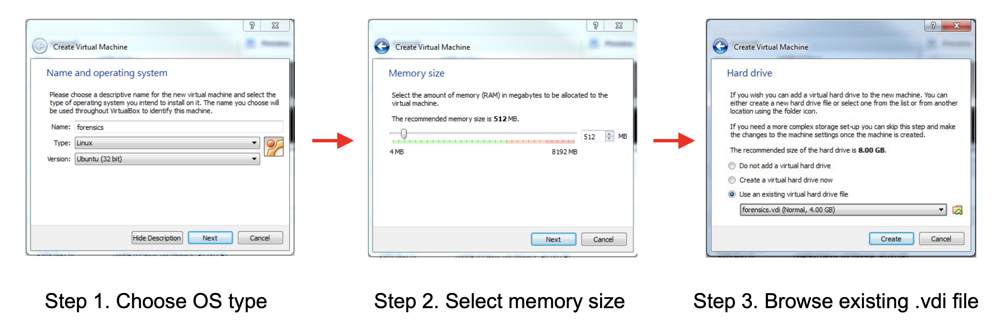 Create Virtual Machine
Name and operating system
Please choose a descriptive name for the new virtual machine and select the
type of operating system you intend to install on it. The name you choose will
be used throughout VirtualBox to identify this machine.
Name: forensics
Type: Linux
Version: Ubuntu (32 bit)
Hide Description Next Cancel
Create Virtual Machine
Memory size
Select the amount of memory (RAM) in megabytes to be allocated to the
virtual machine.
The recommended memory size is 512 MB.
512 MB
4 MB 8192 MB
Next Cancel
Create Virtual Machine
Hard drive
If you wish you can add a virtual hard drive to the new machine. You can
either create a new hard drive file or select one from the list or from another
location using the folder icon.
If you need a more complex storage set-up you can skip this step and make
the changes to the machine settings once the machine is created.
The recommended size of the hard drive is 8.00 GB.
Do not add a virtual hard drive
Create a virtual hard drive now
Use an existing virtual hard drive file
forensics.vdi (Normal, 4.00 GB)
Create Cancel
Step 1. Choose OS type
Step 2. Select memory size
Step 3. Browse existing .vdi file